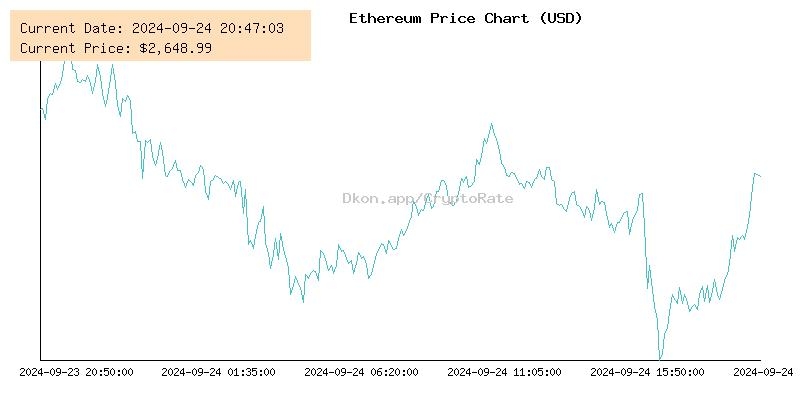 Ethereum Price Chart (USD)
Current Date: 2024-09-24 20:47:03
Current Price: $2,648.99
Dkon.app/CryptoRate
2024-09-23 20:50:00 2024-09-24 01:35:00 2024-09-24 06:20:00 2024-09-24 11:05:00 2024-09-24 15:50:00 2024-09-24